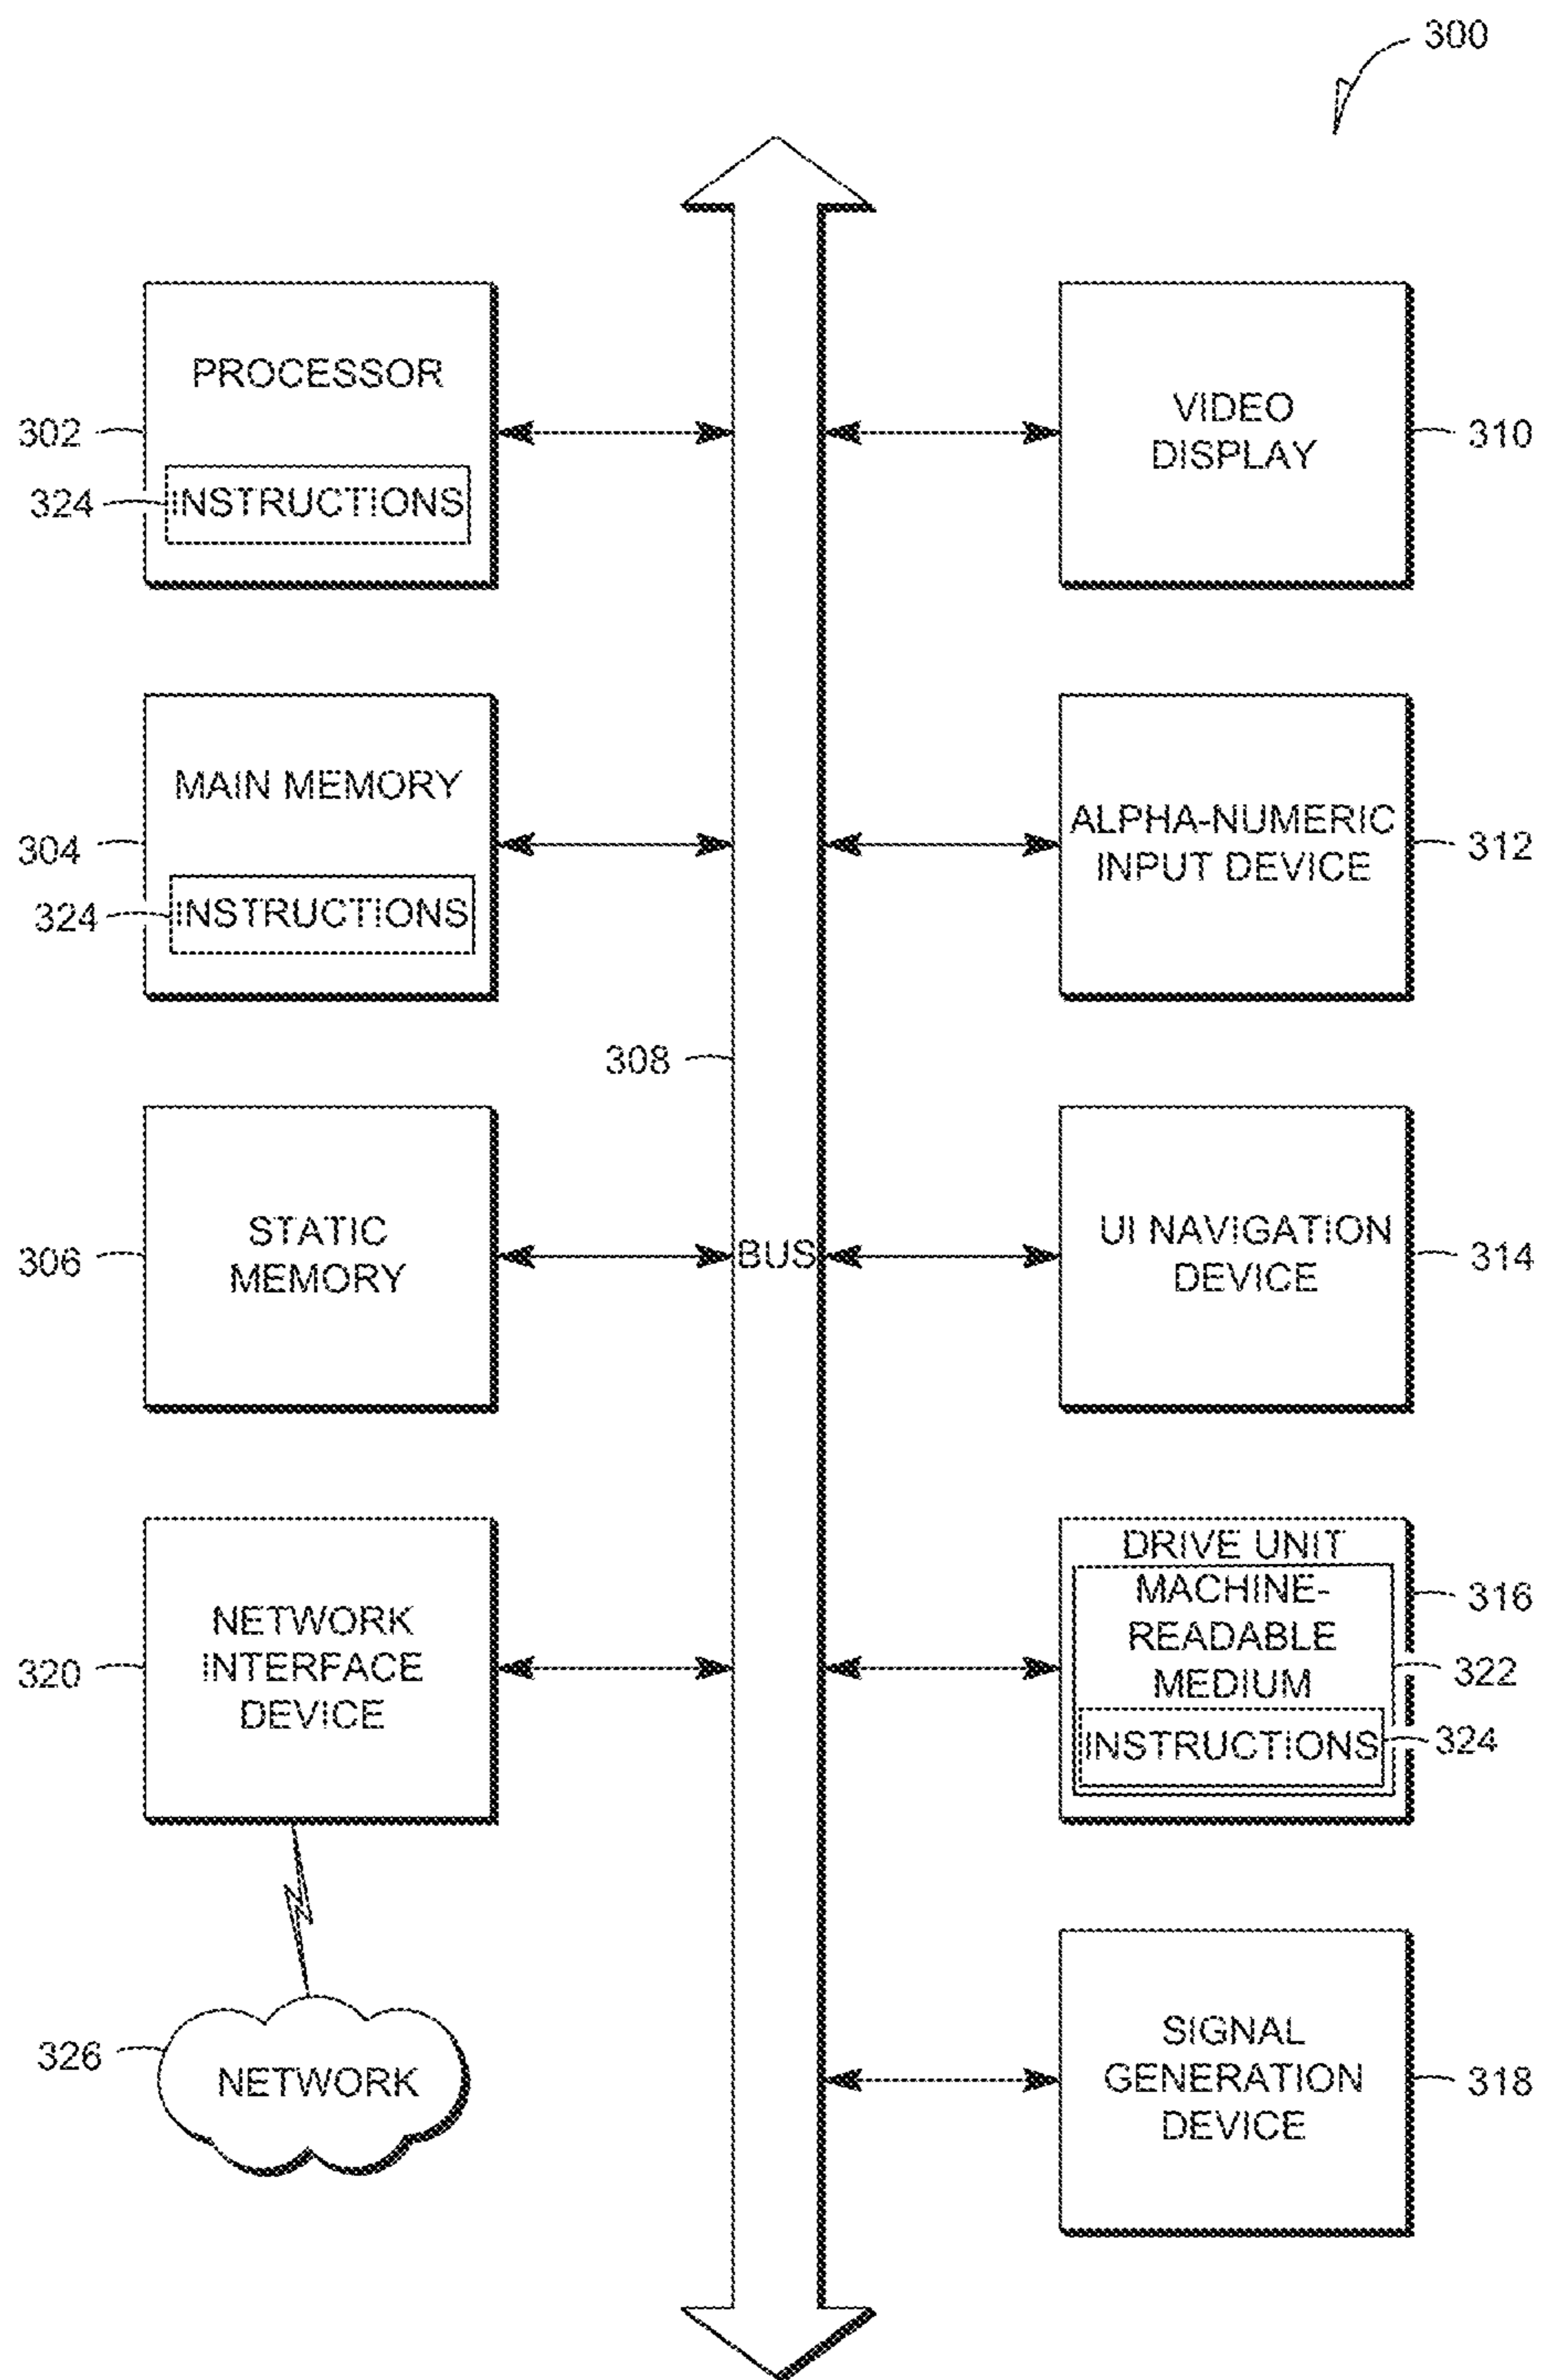 300
PROCESSOR
302
324
INSTRUCTIONS
VIDEO
DISPLAY
310
MAIN MEMORY
304
324
INSTRUCTIONS
ALPHA-NUMERIC
INPUT DEVICE
312
308
STATIC
MEMORY
306
BUS
UI NAVIGATION
DEVICE
314
NETWORK
INTERFACE
DEVICE
320
DRIVE UNIT
MACHINE-
READABLE
MEDIUM
INSTRUCTIONS
316
322
324
326
NETWORK
SIGNAL
GENERATION
DEVICE
318